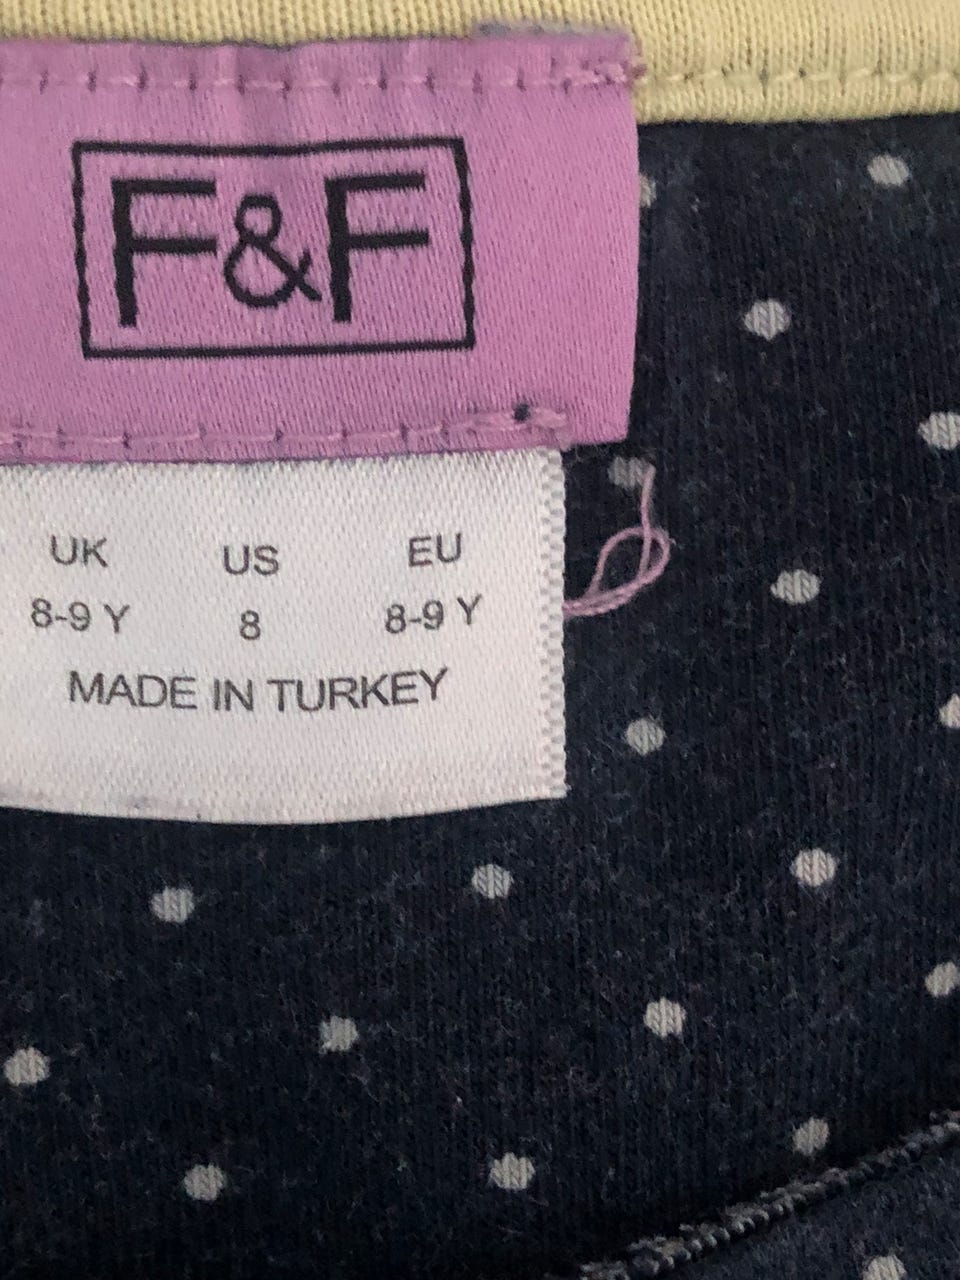 F&F
UK US EU
8-9 Y 8 8-9 Y
MADE IN TURKEY